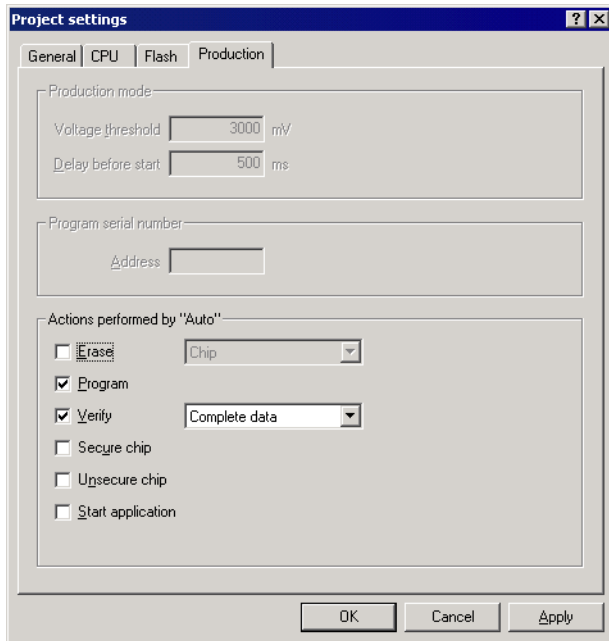 Project settings
General CPU Flash Production
Production mode
Voltage threshold 3000 mV
Delay before start 500 ms
Program serial number
Address
Actions performed by "Auto"
Erase Chip
Program
Verify Complete data
Secure chip
Unsecure chip
Start application
OK Cancel Apply